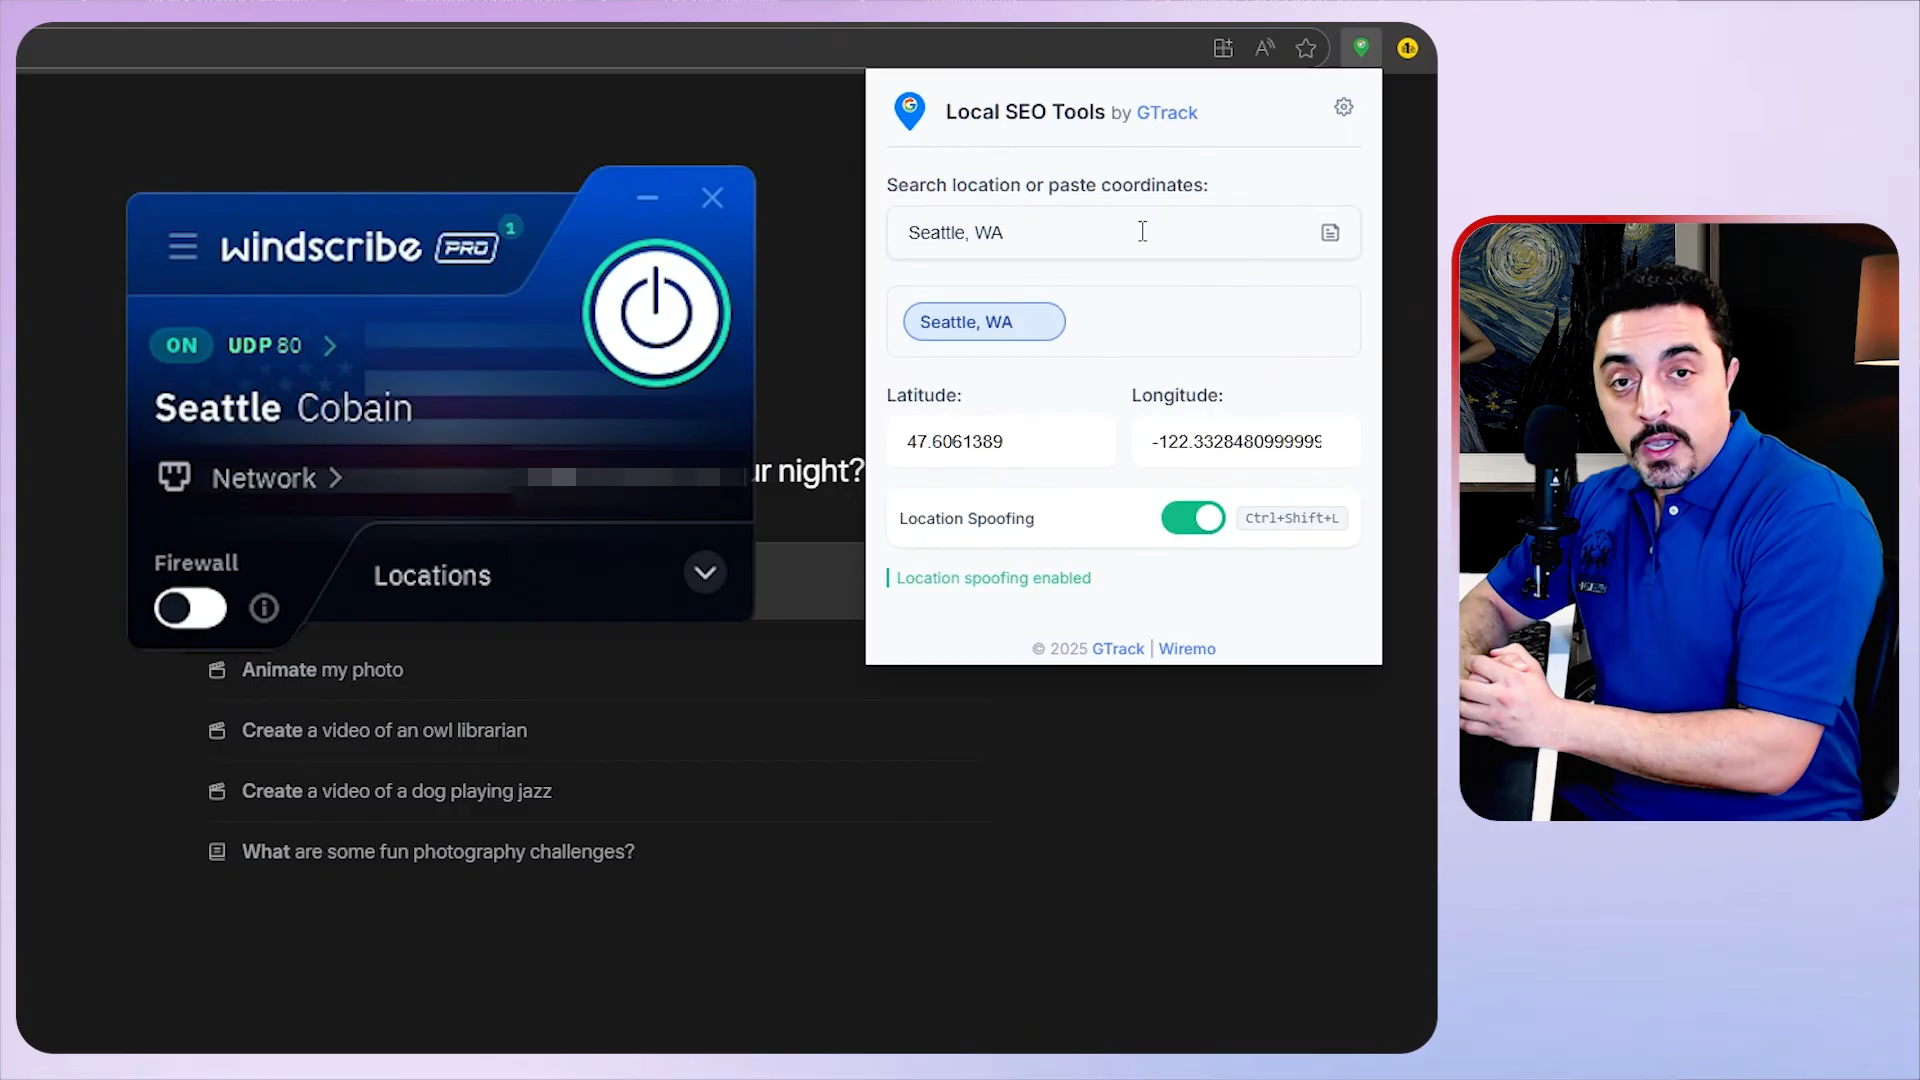 Local SEO Tools by GTrack
Search location or paste coordinates:
Seattle, WA
Seattle, WA
Latitude:
Longitude:
47.6061389
-122.3328480999999
Location Spoofing
Ctrl+Shift+L
Location spoofing enabled
© 2025 GTrack | Wiremo
windscribe PRO 1
ON UDP 80
Seattle Cobain
Network
ur night?
Firewall
Locations
Animate my photo
Create a video of an owl librarian
Create a video of a dog playing jazz
What are some fun photography challenges?